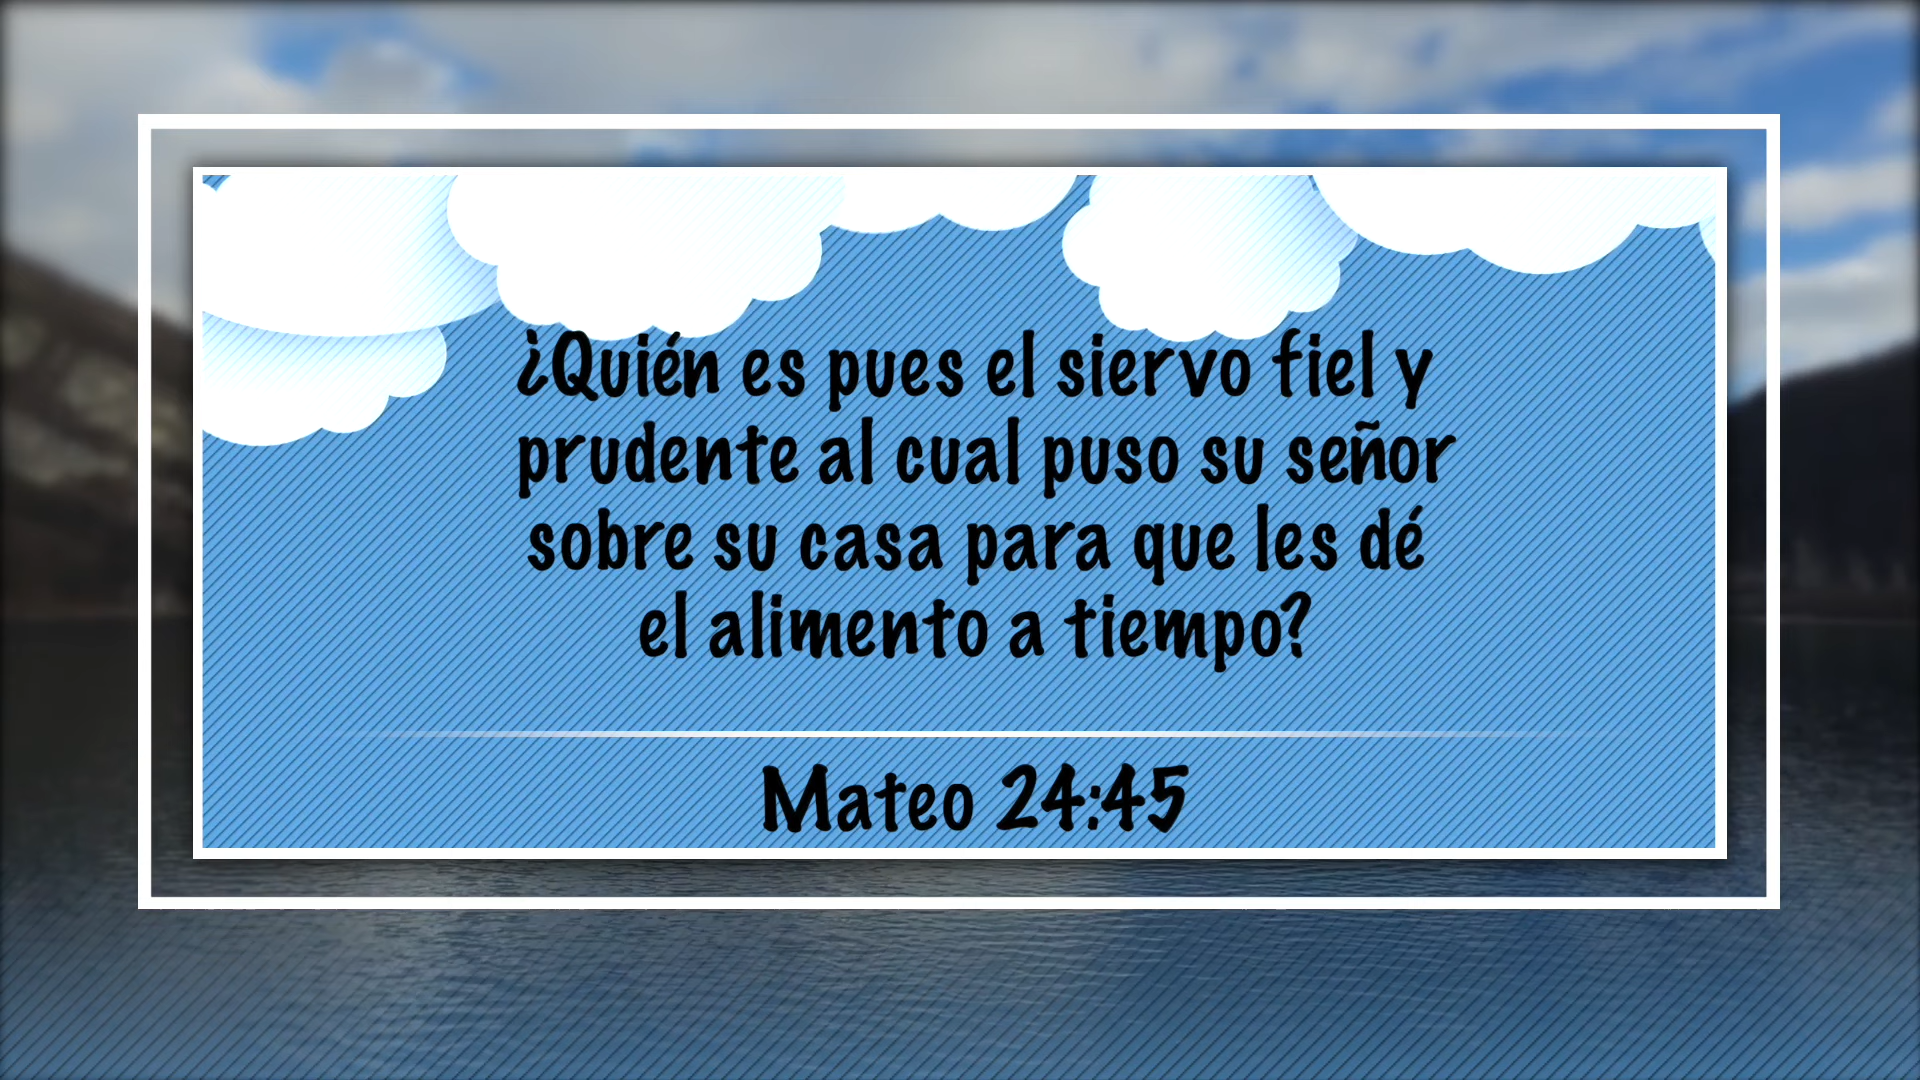 ¿Quién es pues el siervo fiel y
prudente al cual puso su señor
sobre su casa para que les dé
el alimento a tiempo?
Mateo 24:45